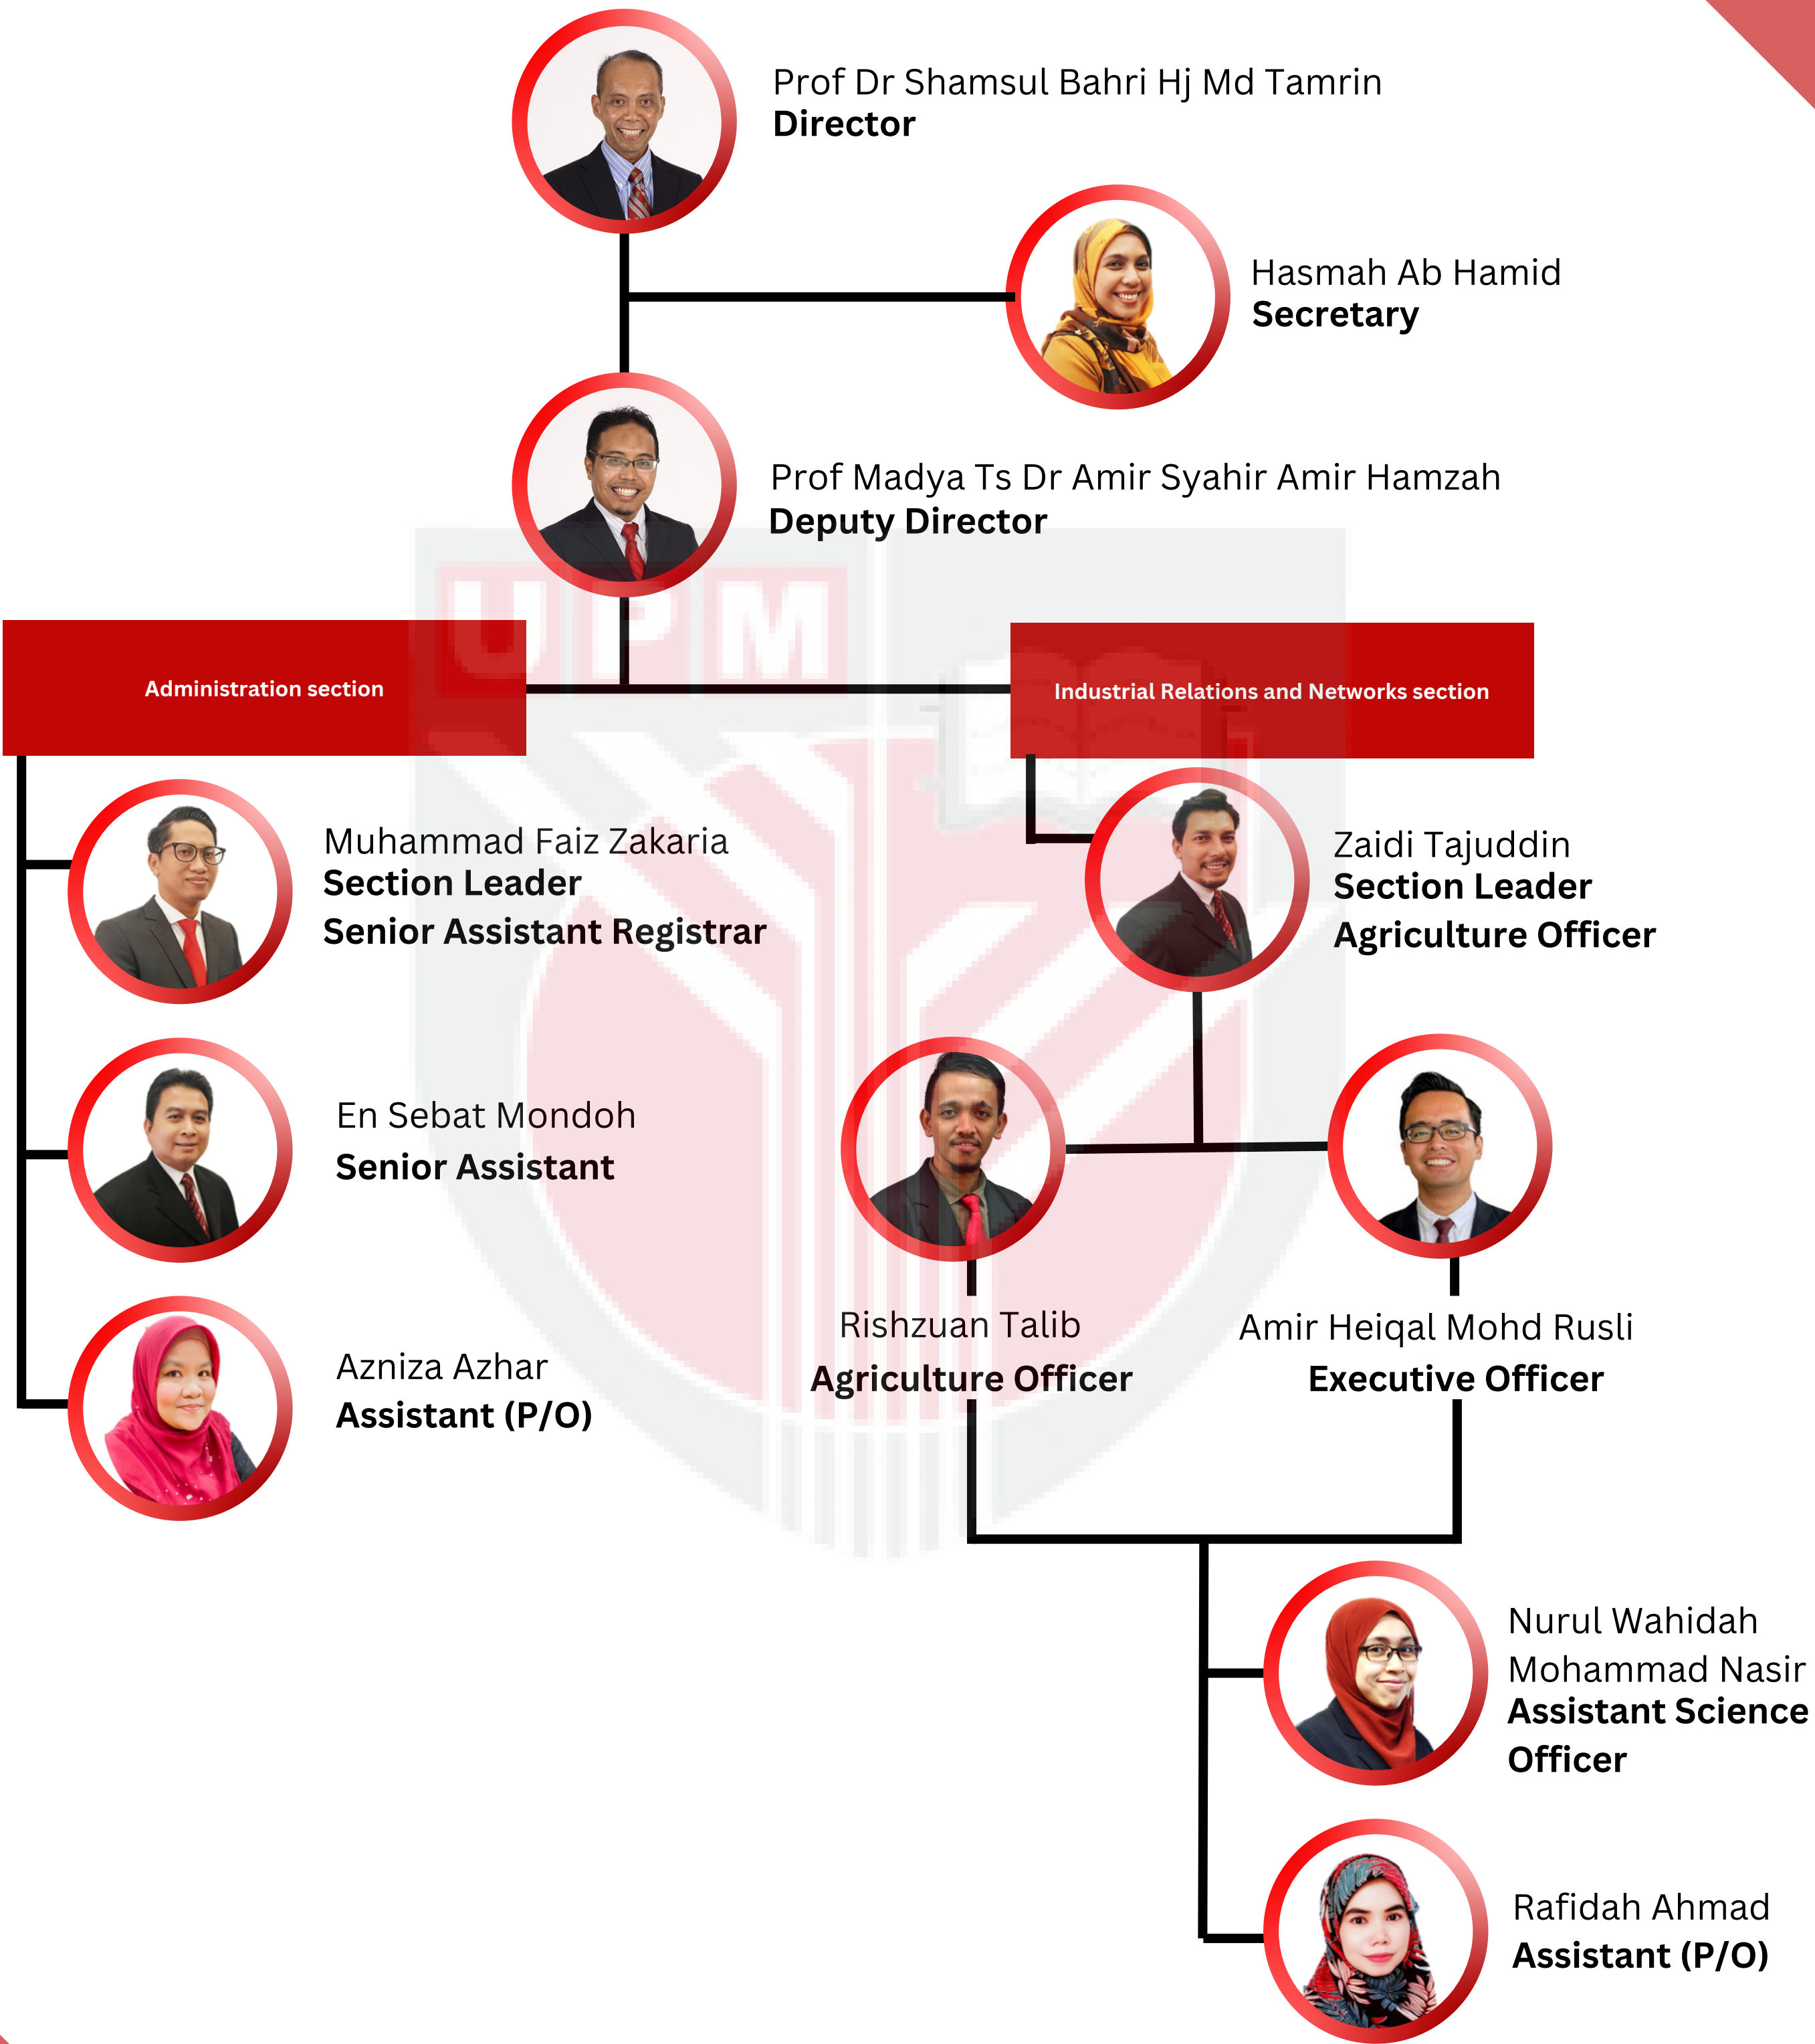 Prof Dr Shamsul Bahri Hj Md Tamrin
Director
Hasmah Ab Hamid
Secretary
Prof Madya Ts Dr Amir Syahir Amir Hamzah
Deputy Director
UPM
Administration section
Industrial Relations and Networks section
Muhammad Faiz Zakaria
Section Leader
Senior Assistant Registrar
Zaidi Tajuddin
Section Leader
Agriculture Officer
En Sebat Mondoh
Senior Assistant
Rishzuan Talib
Agriculture Officer
Amir Heiqal Mohd Rusli
Executive Officer
Azniza Azhar
Assistant (P/O)
Nurul Wahidah
Mohammad Nasir
Assistant Science
Officer
Rafidah Ahmad
Assistant (P/O)